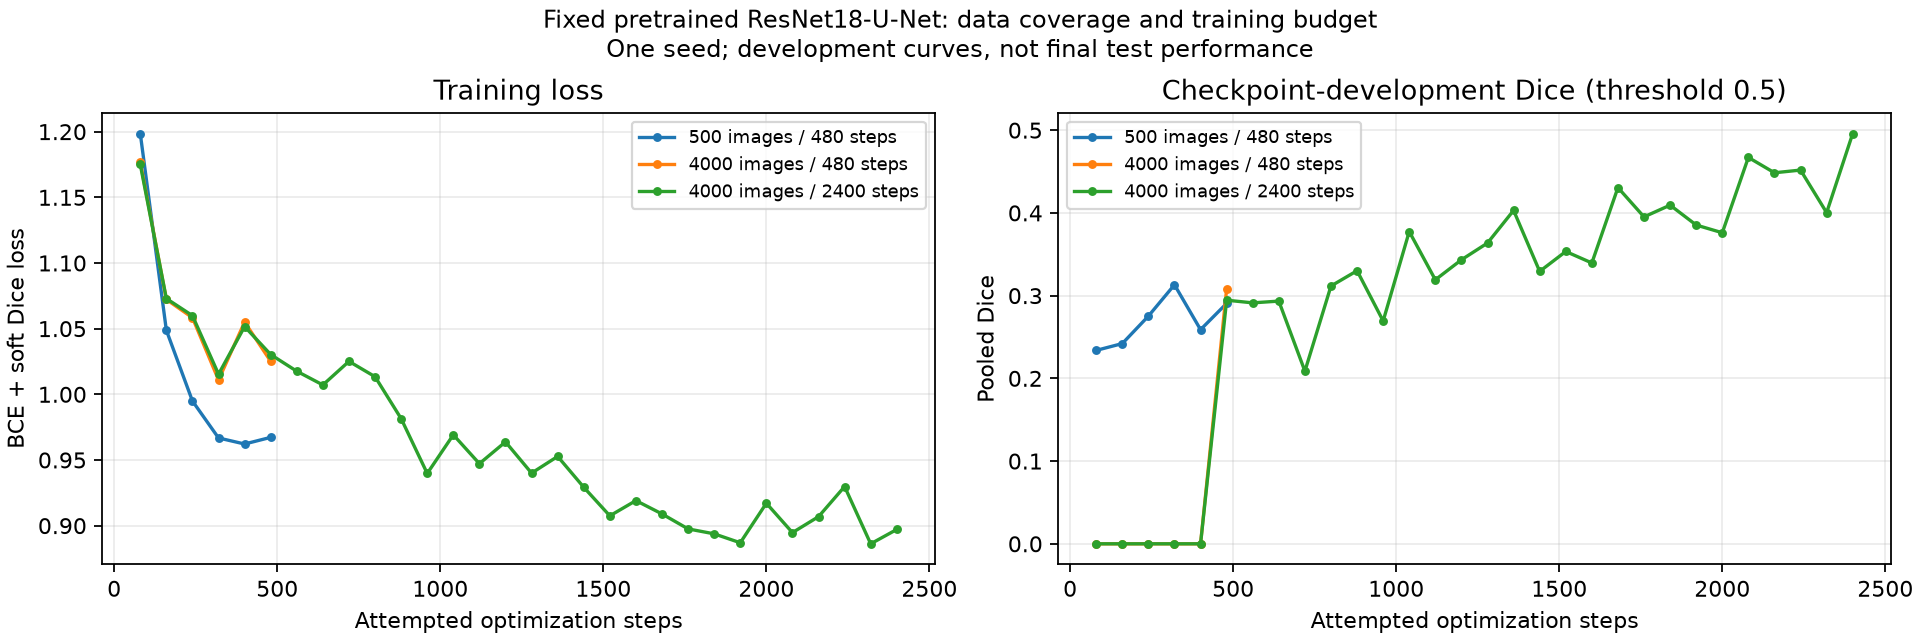 Fixed pretrained ResNet18-U-Net: data coverage and training budget
One seed; development curves, not final test performance
Training loss
BCE + soft Dice loss
1.20
1.15
1.10
1.05
1.00
0.95
0.90
500 images / 480 steps
4000 images / 480 steps
4000 images / 2400 steps
0 500 1000 1500 2000 2500
Attempted optimization steps
Checkpoint-development Dice (threshold 0.5)
Pooled Dice
0.5
0.4
0.3
0.2
0.1
0.0
500 images / 480 steps
4000 images / 480 steps
4000 images / 2400 steps
0 500 1000 1500 2000 2500
Attempted optimization steps